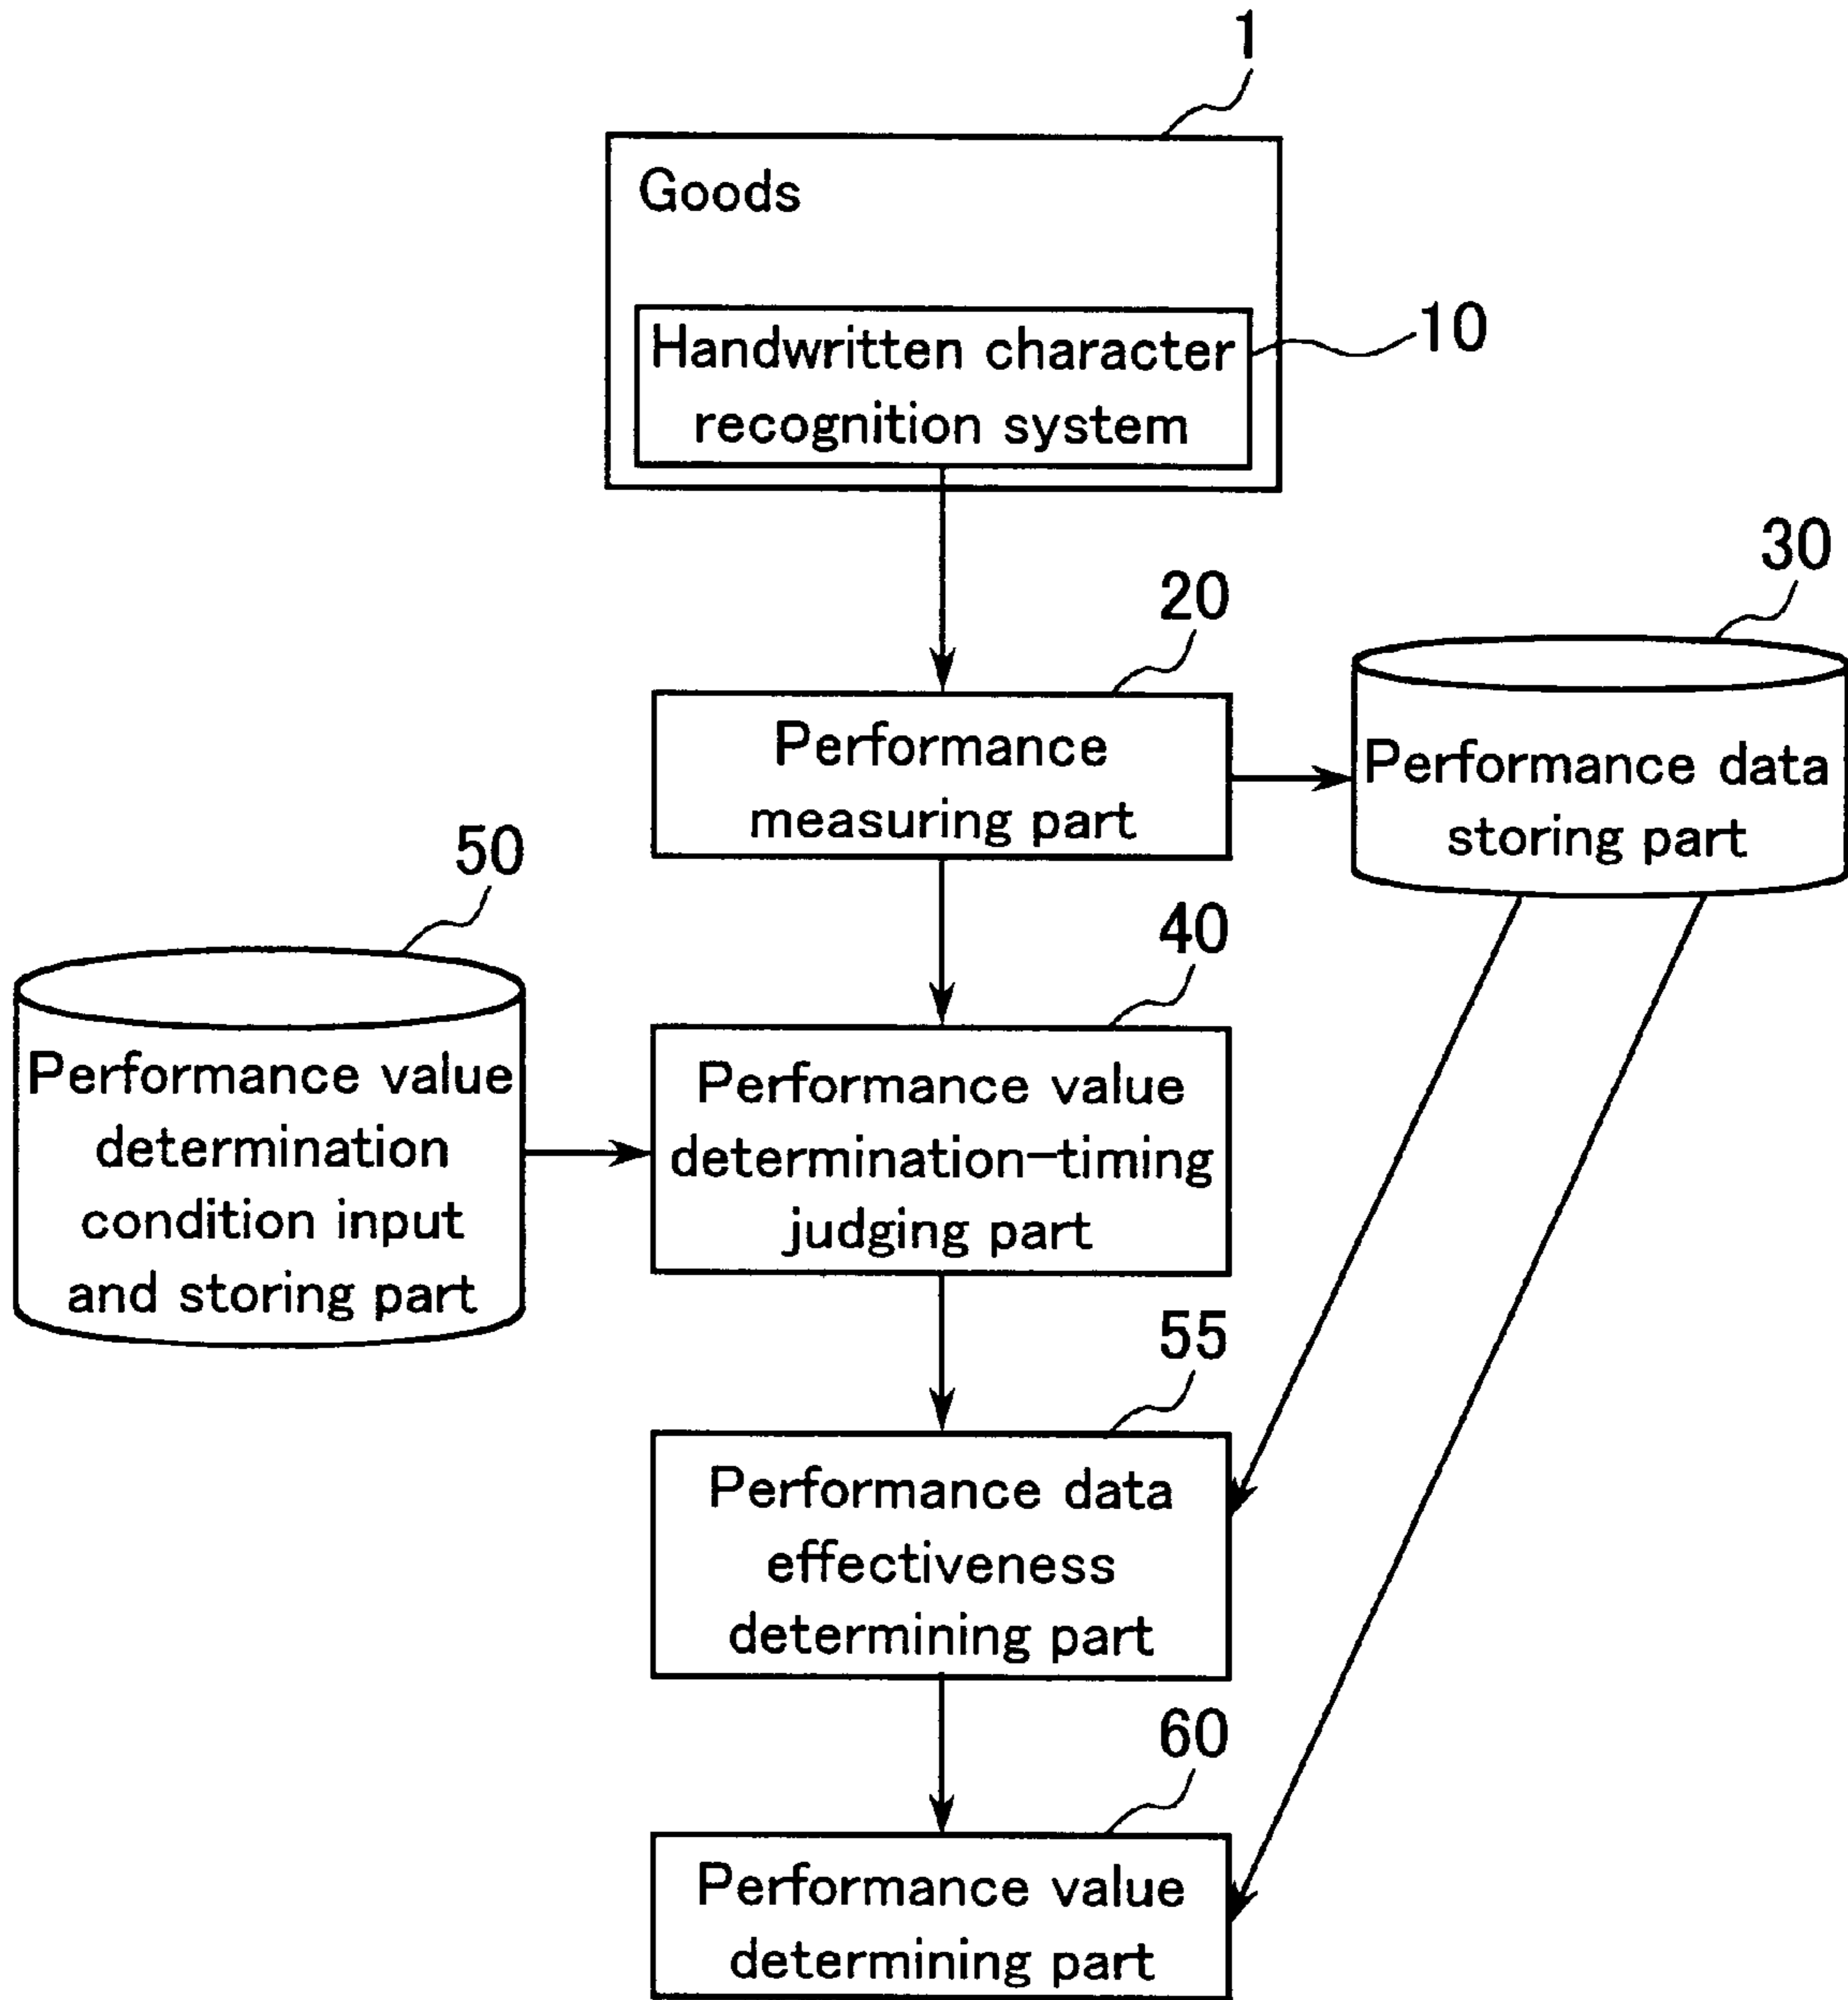 1
Goods
Handwritten character
recognition system
10
20
Performance
measuring part
30
Performance data
storing part
50
Performance value
determination
condition input
and storing part
40
Performance value
determination-timing
judging part
55
Performance data
effectiveness
determining part
60
Performance value
determining part